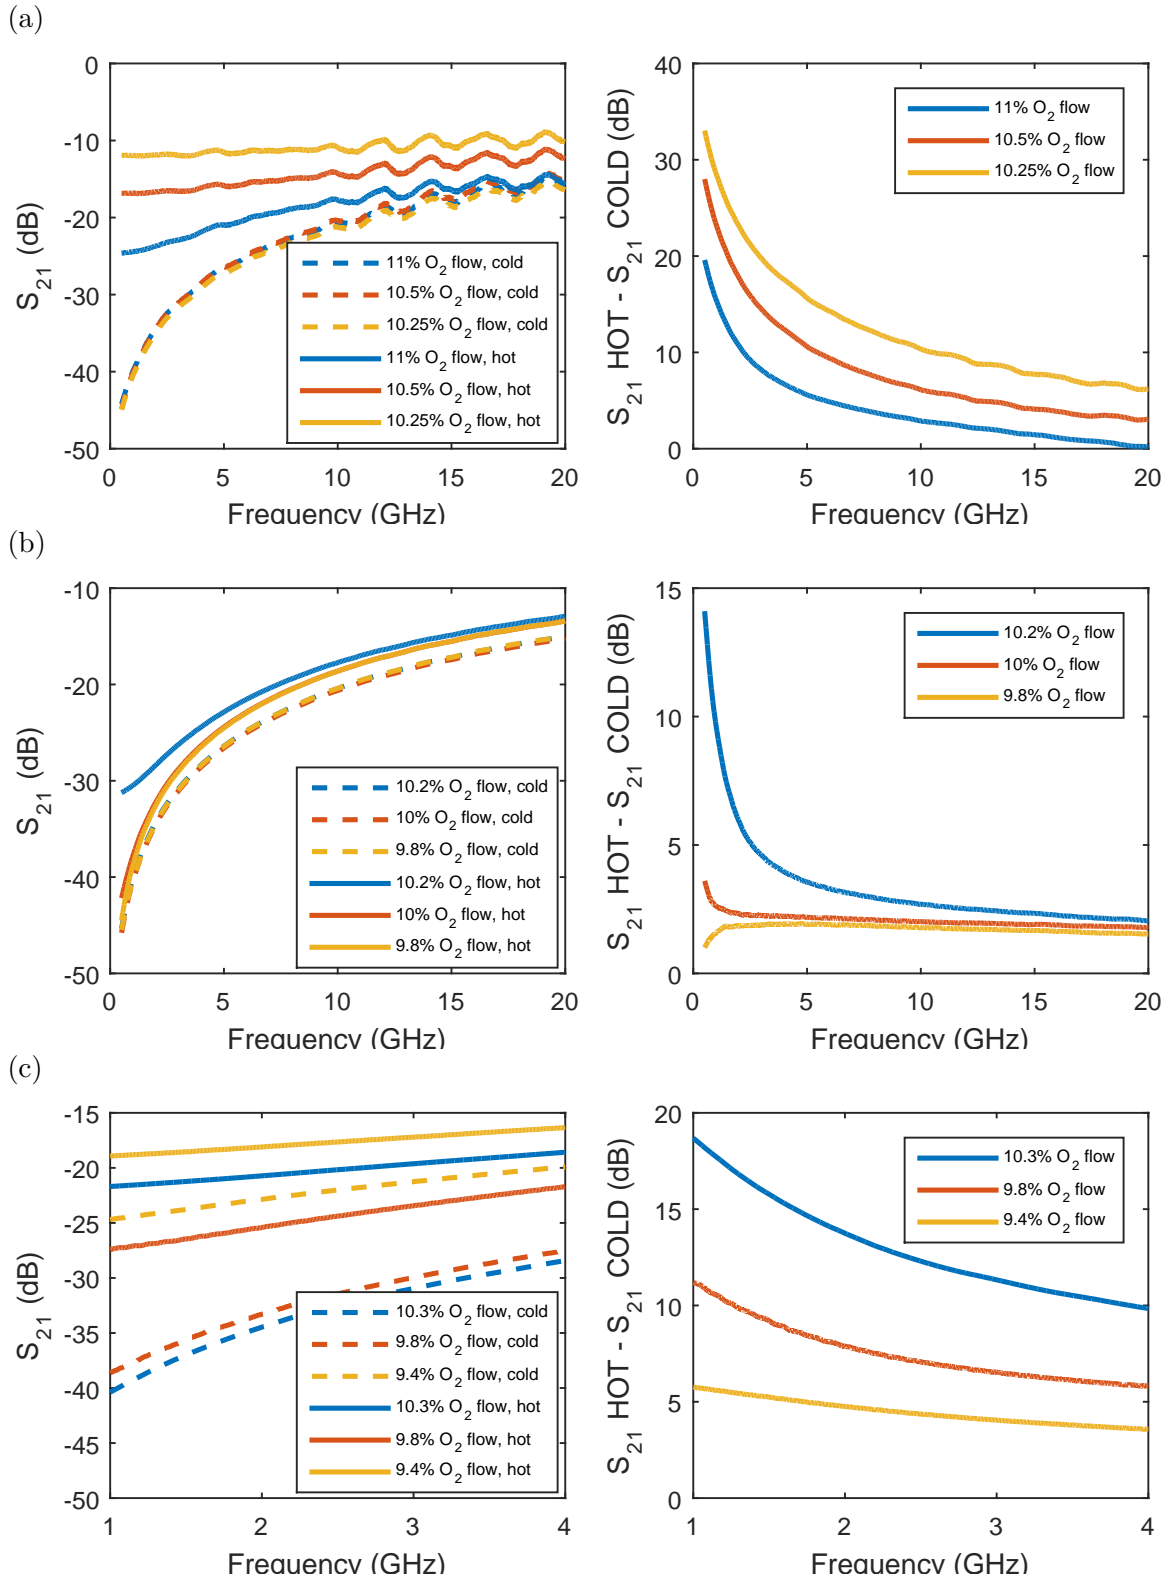 (a)
0
-10
-20
-30
-40
-50
S21 (dB)
11% O2 flow, cold
10.5% O2 flow, cold
10.25% O2 flow, cold
11% O2 flow, hot
10.5% O2 flow, hot
10.25% O2 flow, hot
0 5 10 15 20
Frequency (GHz)
40
30
20
10
0
S21 HOT - S21 COLD (dB)
11% O2 flow
10.5% O2 flow
10.25% O2 flow
0 5 10 15 20
Frequency (GHz)
(b)
-10
-20
-30
-40
-50
S21 (dB)
10.2% O2 flow, cold
10% O2 flow, cold
9.8% O2 flow, cold
10.2% O2 flow, hot
10% O2 flow, hot
9.8% O2 flow, hot
0 5 10 15 20
Frequency (GHz)
15
10
5
0
S21 HOT - S21 COLD (dB)
10.2% O2 flow
10% O2 flow
9.8% O2 flow
0 5 10 15 20
Frequency (GHz)
(c)
-15
-20
-25
-30
-35
-40
-45
-50
S21 (dB)
10.3% O2 flow, cold
9.8% O2 flow, cold
9.4% O2 flow, cold
10.3% O2 flow, hot
9.8% O2 flow, hot
9.4% O2 flow, hot
1 2 3 4
Frequency (GHz)
20
15
10
5
0
S21 HOT - S21 COLD (dB)
10.3% O2 flow
9.8% O2 flow
9.4% O2 flow
1 2 3 4
Frequency (GHz)